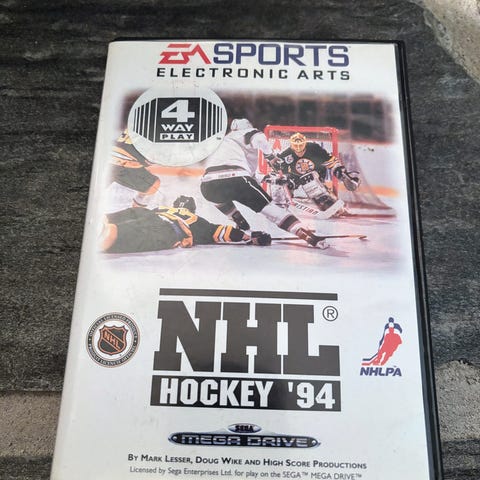 EA SPORTS
ELECTRONIC ARTS
4
WAY
PLAY
NHL®
HOCKEY '94
NHL
NHLPA
SEGA
MEGA DRIVE
BY MARK LESSER, DOUG WIKE AND HIGH SCORE PRODUCTIONS
Licensed by Sega Enterprises Ltd. for play on the SEGA™ MEGA DRIVE™